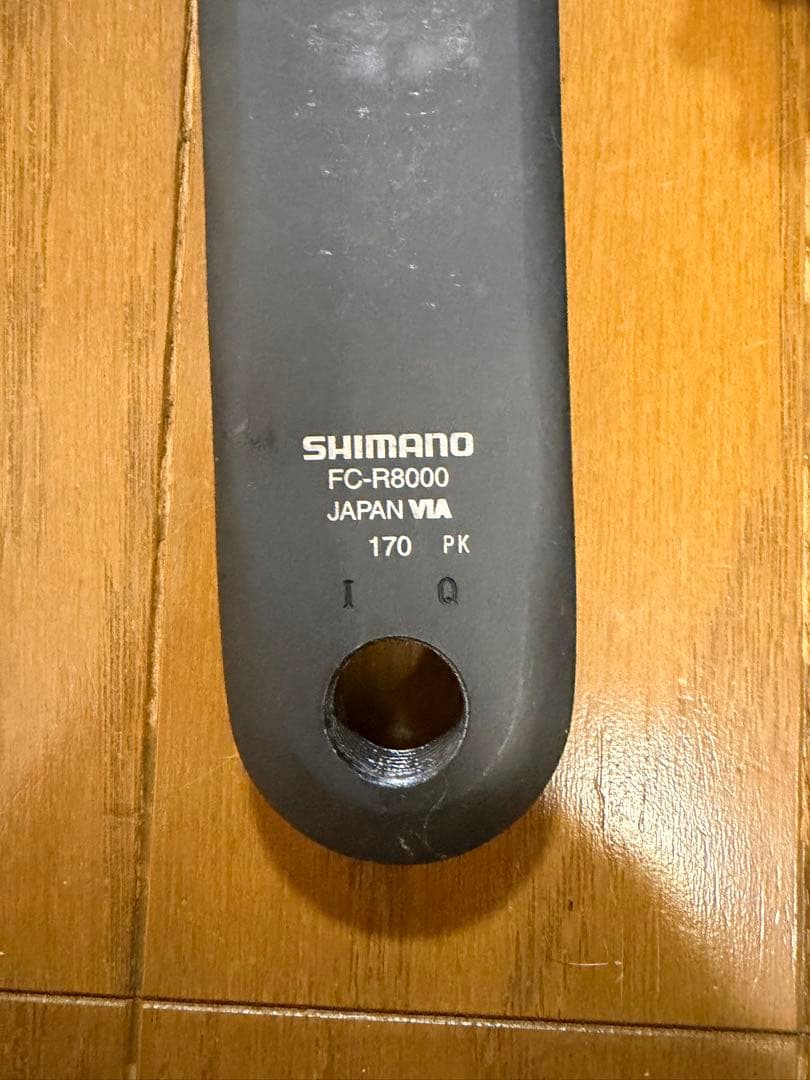 SHIMANO
FC-R8000
JAPAN VIA
170 PK
I Q